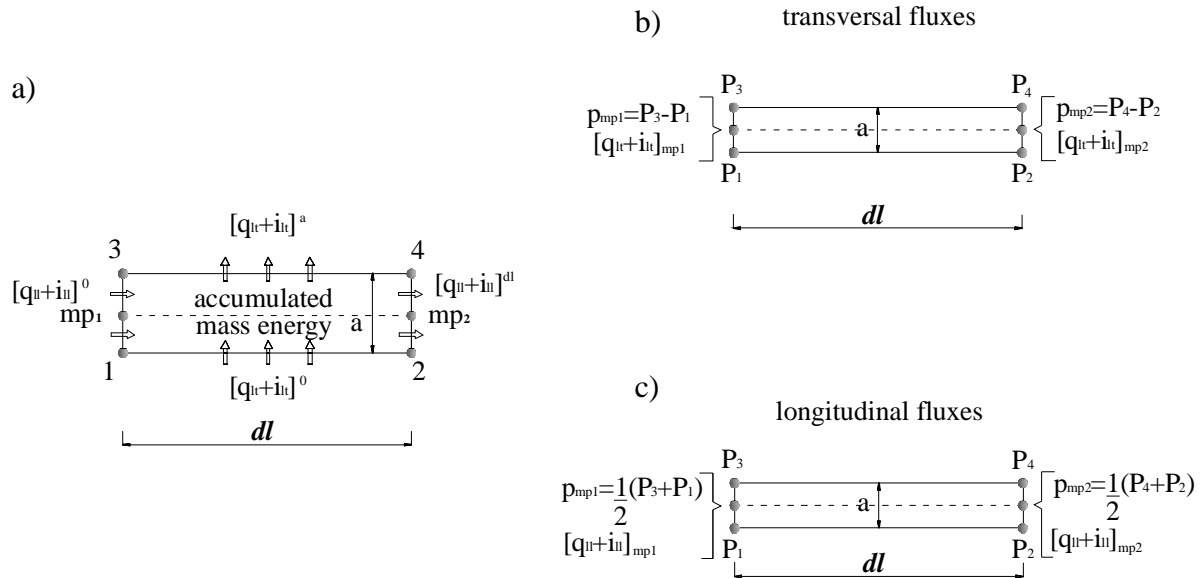 a)
[qlt+ilt]a
3
4
[qll+ill]0
[qll+ill]dl
accumulated
mass energy
mp1
a
mp2
1
2
[qlt+ilt]0
dl
b)
transversal fluxes
P3
P4
pmp1=P3-P1
[qlt+ilt]mp1
a
pmp2=P4-P2
[qlt+ilt]mp2
P1
P2
dl
c)
longitudinal fluxes
P3
P4
pmp1=1/2(P3+P1)
[qll+ill]mp1
a
pmp2=1/2(P4+P2)
[qll+ill]mp2
P1
P2
dl